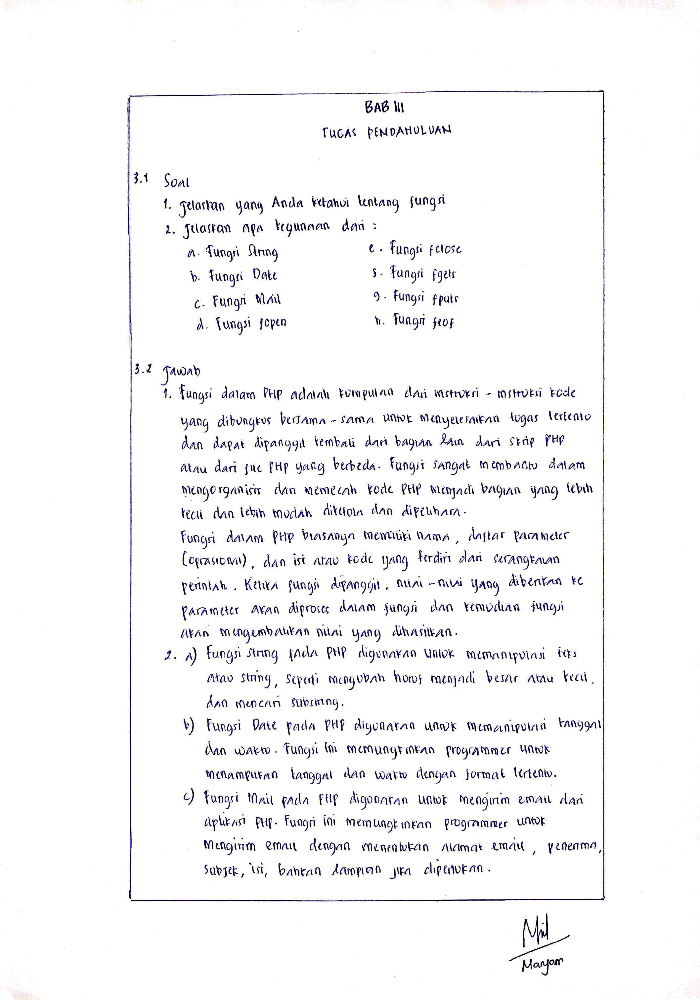 BAB III
TUGAS PENDAHULUAN
3.1 Soal
1. Jelaskan yang Anda ketahui tentang fungsi
2. Jelaskan apa kegunaan dari :
a. Fungsi String
e. Fungsi fclose
b. Fungsi Date
f. Fungsi fgets
c. Fungsi Mail
g. Fungsi fputs
d. Fungsi fopen
h. Fungsi feof
3.2 Jawab
1. Fungsi dalam PHP adalah kumpulan dari instruksi - instruksi kode
yang dibungkus bersama - sama untuk menyelesaikan tugas tertentu
dan dapat dipanggil kembali dari bagian lain dari skrip PHP
atau dari file PHP yang berbeda. Fungsi sangat membantu dalam
mengorganisir dan memecah kode PHP menjadi bagian yang lebih
kecil dan lebih mudah dikelola dan dipelihara.
Fungsi dalam PHP biasanya memiliki nama, daftar parameter
(oprasional), dan isi atau kode yang terdiri dari serangkaian
perintah. Ketika fungsi dipanggil, nilai - nilai yang diberikan ke
parameter akan diproses dalam fungsi dan kemudian fungsi
akan mengembalikan nilai yang dihasilkan.
2. a) Fungsi string pada PHP digunakan untuk memanipulasi teks
atau string, seperti mengubah huruf menjadi besar atau kecil.
dan mencari substring.
b) Fungsi Date pada PHP digunakan untuk memanipulasi tanggal
dan waktu. Fungsi ini memungkinkan programmer untuk
menampilkan tanggal dan waktu dengan format tertentu.
c) Fungsi Mail pada PHP digunakan untuk mengirim email dari
aplikasi PHP. Fungsi ini memungkinkan programmer untuk
mengirim email dengan menentukan alamat email, penerima,
subjek, isi, bahkan lampiran jika diperlukan.
Maryam